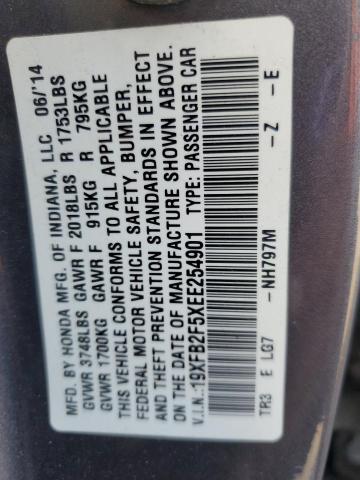 MFD. BY HONDA MFG. OF INDIANA, LLC 06/'14
GVWR 3748LBS GAWR F 2018LBS R 1753LBS
GVWR 1700KG GAWR F 915KG R 795KG
THIS VEHICLE CONFORMS TO ALL APPLICABLE
FEDERAL MOTOR VEHICLE SAFETY, BUMPER,
AND THEFT PREVENTION STANDARDS IN EFFECT
ON THE DATE OF MANUFACTURE SHOWN ABOVE.
V.I.N.:19XFB2F5XEE254901 TYPE: PASSENGER CAR
-NH797M -Z -E
TR3 E LG7